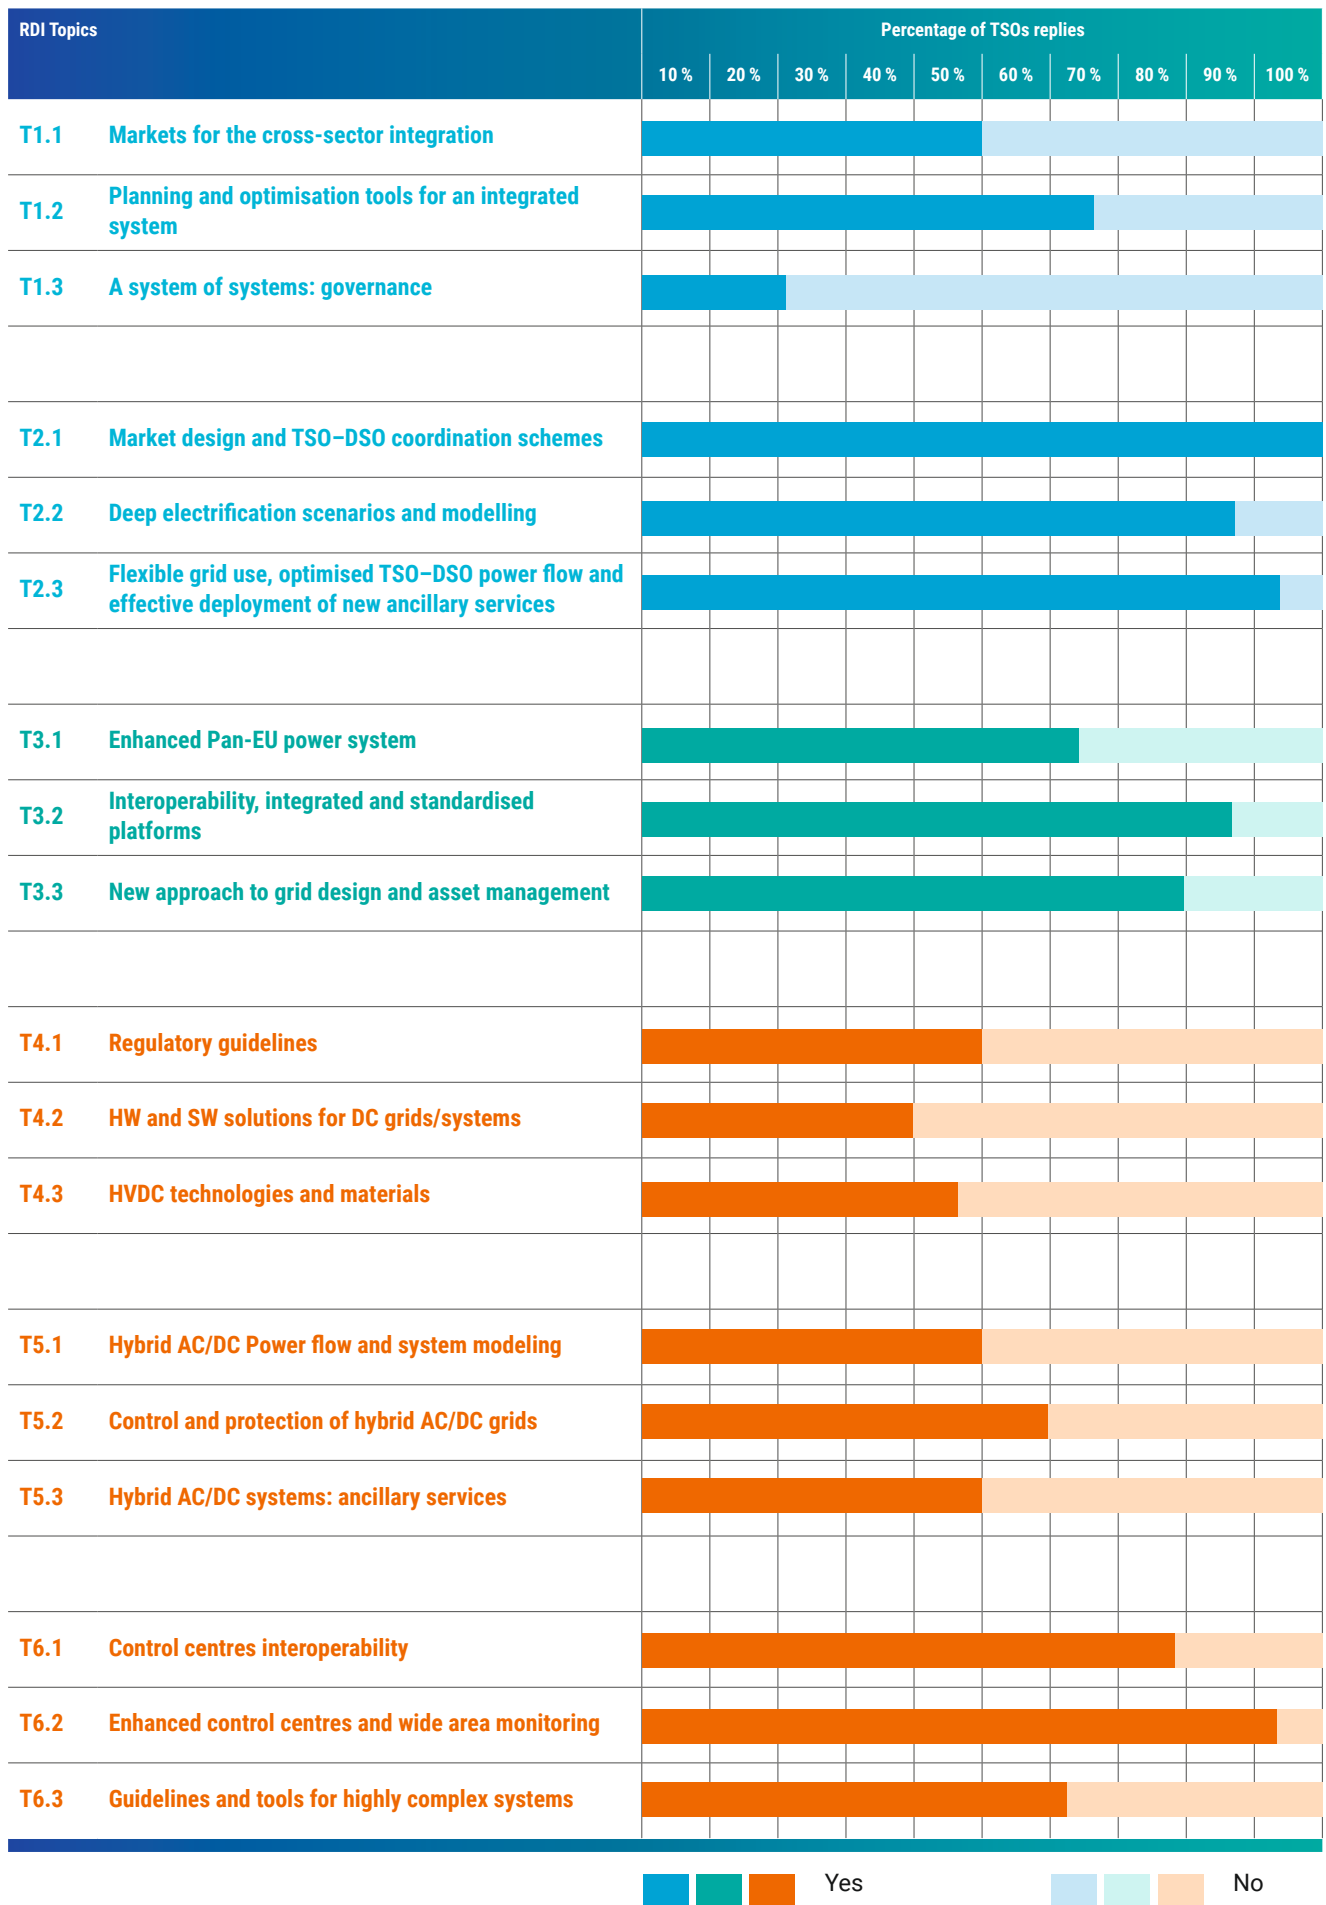 RDI Topics
Percentage of TSOs replies
10 % 20 % 30 % 40 % 50 % 60 % 70 % 80 % 90 % 100 %
T1.1 Markets for the cross-sector integration
T1.2 Planning and optimisation tools for an integrated
system
T1.3 A system of systems: governance
T2.1 Market design and TSO–DSO coordination schemes
T2.2 Deep electrification scenarios and modelling
T2.3 Flexible grid use, optimised TSO–DSO power flow and
effective deployment of new ancillary services
T3.1 Enhanced Pan-EU power system
T3.2 Interoperability, integrated and standardised
platforms
T3.3 New approach to grid design and asset management
T4.1 Regulatory guidelines
T4.2 HW and SW solutions for DC grids/systems
T4.3 HVDC technologies and materials
T5.1 Hybrid AC/DC Power flow and system modeling
T5.2 Control and protection of hybrid AC/DC grids
T5.3 Hybrid AC/DC systems: ancillary services
T6.1 Control centres interoperability
T6.2 Enhanced control centres and wide area monitoring
T6.3 Guidelines and tools for highly complex systems
Yes No